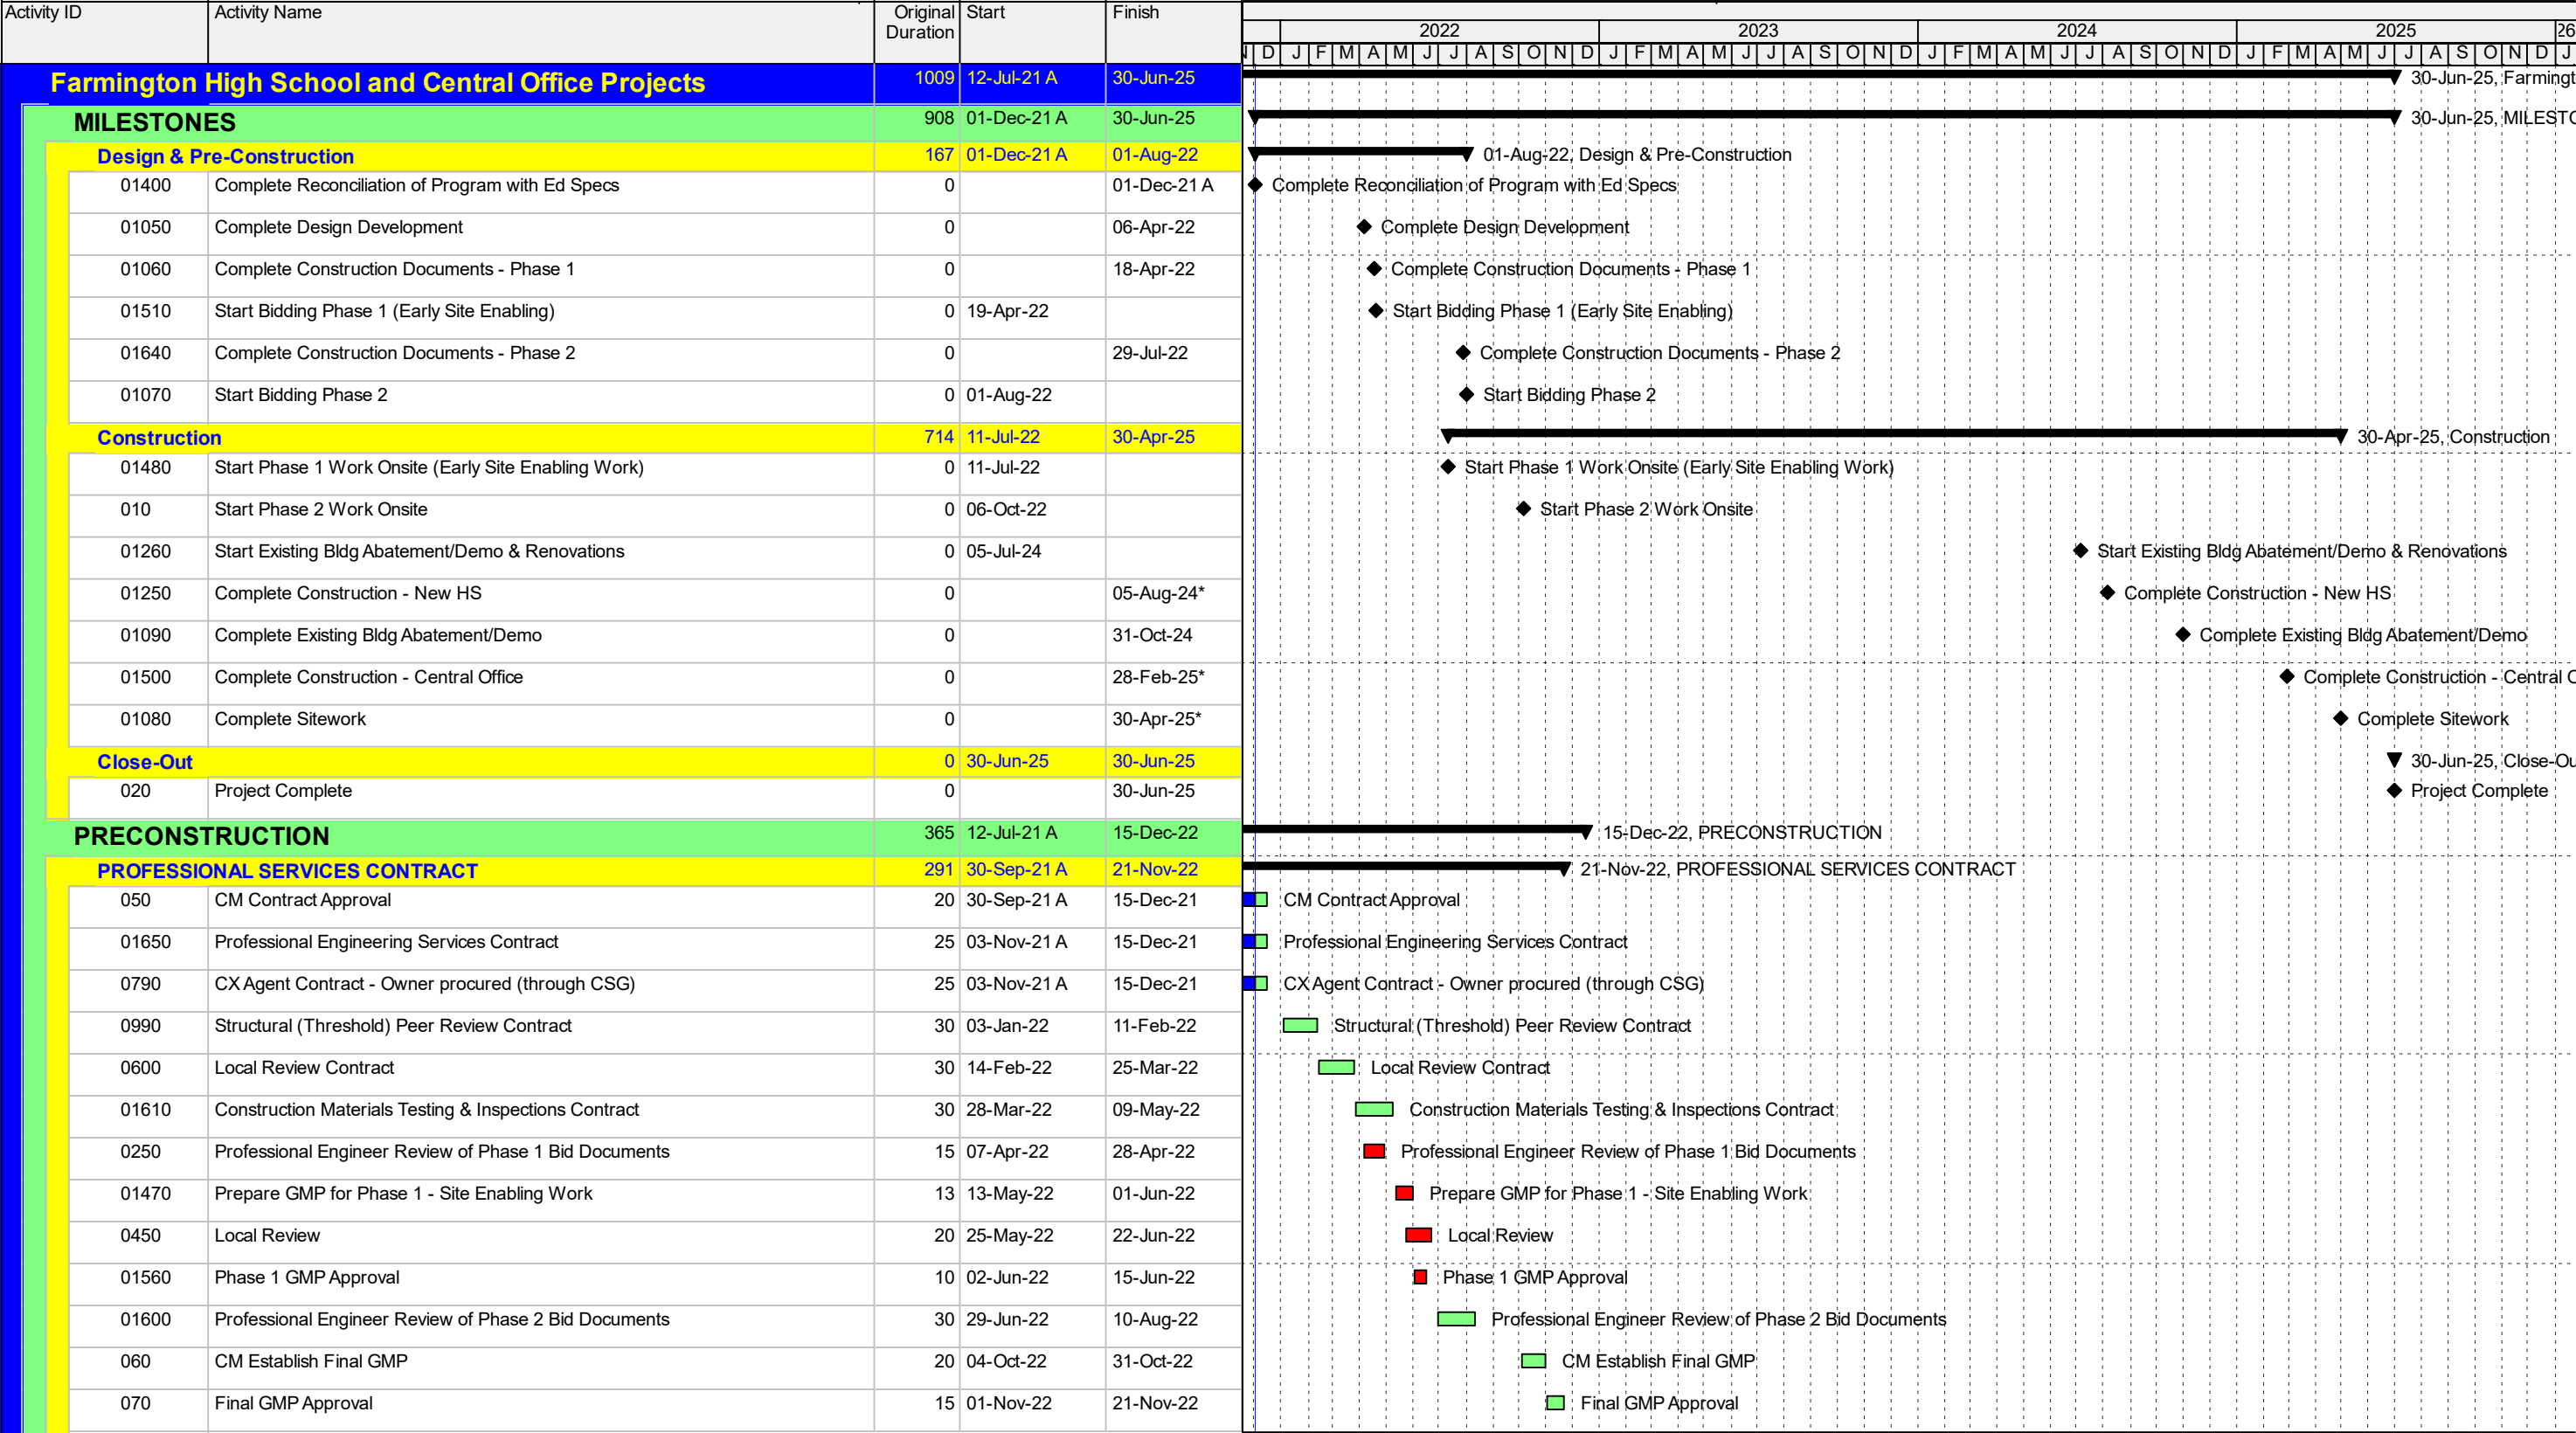 Activity ID Activity Name Original Duration Start Finish
2022 2023 2024 2025 26
N D J F M A M J J A S O N D J F M A M J J A S O N D J F M A M J J A S O N D J F M A M J J A S O N D J
Farmington High School and Central Office Projects 1009 12-Jul-21 A 30-Jun-25 30-Jun-25, Farmingt
MILESTONES 908 01-Dec-21 A 30-Jun-25 30-Jun-25, MILESTO
Design & Pre-Construction 167 01-Dec-21 A 01-Aug-22 01-Aug-22, Design & Pre-Construction
01400 Complete Reconciliation of Program with Ed Specs 0 01-Dec-21 A Complete Reconciliation of Program with Ed Specs
01050 Complete Design Development 0 06-Apr-22 Complete Design Development
01060 Complete Construction Documents - Phase 1 0 18-Apr-22 Complete Construction Documents - Phase 1
01510 Start Bidding Phase 1 (Early Site Enabling) 0 19-Apr-22 Start Bidding Phase 1 (Early Site Enabling)
01640 Complete Construction Documents - Phase 2 0 29-Jul-22 Complete Construction Documents - Phase 2
01070 Start Bidding Phase 2 0 01-Aug-22 Start Bidding Phase 2
Construction 714 11-Jul-22 30-Apr-25 30-Apr-25, Construction
01480 Start Phase 1 Work Onsite (Early Site Enabling Work) 0 11-Jul-22 Start Phase 1 Work Onsite (Early Site Enabling Work)
010 Start Phase 2 Work Onsite 0 06-Oct-22 Start Phase 2 Work Onsite
01260 Start Existing Bldg Abatement/Demo & Renovations 0 05-Jul-24 Start Existing Bldg Abatement/Demo & Renovations
01250 Complete Construction - New HS 0 05-Aug-24* Complete Construction - New HS
01090 Complete Existing Bldg Abatement/Demo 0 31-Oct-24 Complete Existing Bldg Abatement/Demo
01500 Complete Construction - Central Office 0 28-Feb-25* Complete Construction - Central O
01080 Complete Sitework 0 30-Apr-25* Complete Sitework
Close-Out 0 30-Jun-25 30-Jun-25 30-Jun-25, Close-Ou
020 Project Complete 0 30-Jun-25 Project Complete
PRECONSTRUCTION 365 12-Jul-21 A 15-Dec-22 15-Dec-22, PRECONSTRUCTION
PROFESSIONAL SERVICES CONTRACT 291 30-Sep-21 A 21-Nov-22 21-Nov-22, PROFESSIONAL SERVICES CONTRACT
050 CM Contract Approval 20 30-Sep-21 A 15-Dec-21 CM Contract Approval
01650 Professional Engineering Services Contract 25 03-Nov-21 A 15-Dec-21 Professional Engineering Services Contract
0790 CX Agent Contract - Owner procured (through CSG) 25 03-Nov-21 A 15-Dec-21 CX Agent Contract - Owner procured (through CSG)
0990 Structural (Threshold) Peer Review Contract 30 03-Jan-22 11-Feb-22 Structural (Threshold) Peer Review Contract
0600 Local Review Contract 30 14-Feb-22 25-Mar-22 Local Review Contract
01610 Construction Materials Testing & Inspections Contract 30 28-Mar-22 09-May-22 Construction Materials Testing & Inspections Contract
0250 Professional Engineer Review of Phase 1 Bid Documents 15 07-Apr-22 28-Apr-22 Professional Engineer Review of Phase 1 Bid Documents
01470 Prepare GMP for Phase 1 - Site Enabling Work 13 13-May-22 01-Jun-22 Prepare GMP for Phase 1 - Site Enabling Work
0450 Local Review 20 25-May-22 22-Jun-22 Local Review
01560 Phase 1 GMP Approval 10 02-Jun-22 15-Jun-22 Phase 1 GMP Approval
01600 Professional Engineer Review of Phase 2 Bid Documents 30 29-Jun-22 10-Aug-22 Professional Engineer Review of Phase 2 Bid Documents
060 CM Establish Final GMP 20 04-Oct-22 31-Oct-22 CM Establish Final GMP
070 Final GMP Approval 15 01-Nov-22 21-Nov-22 Final GMP Approval